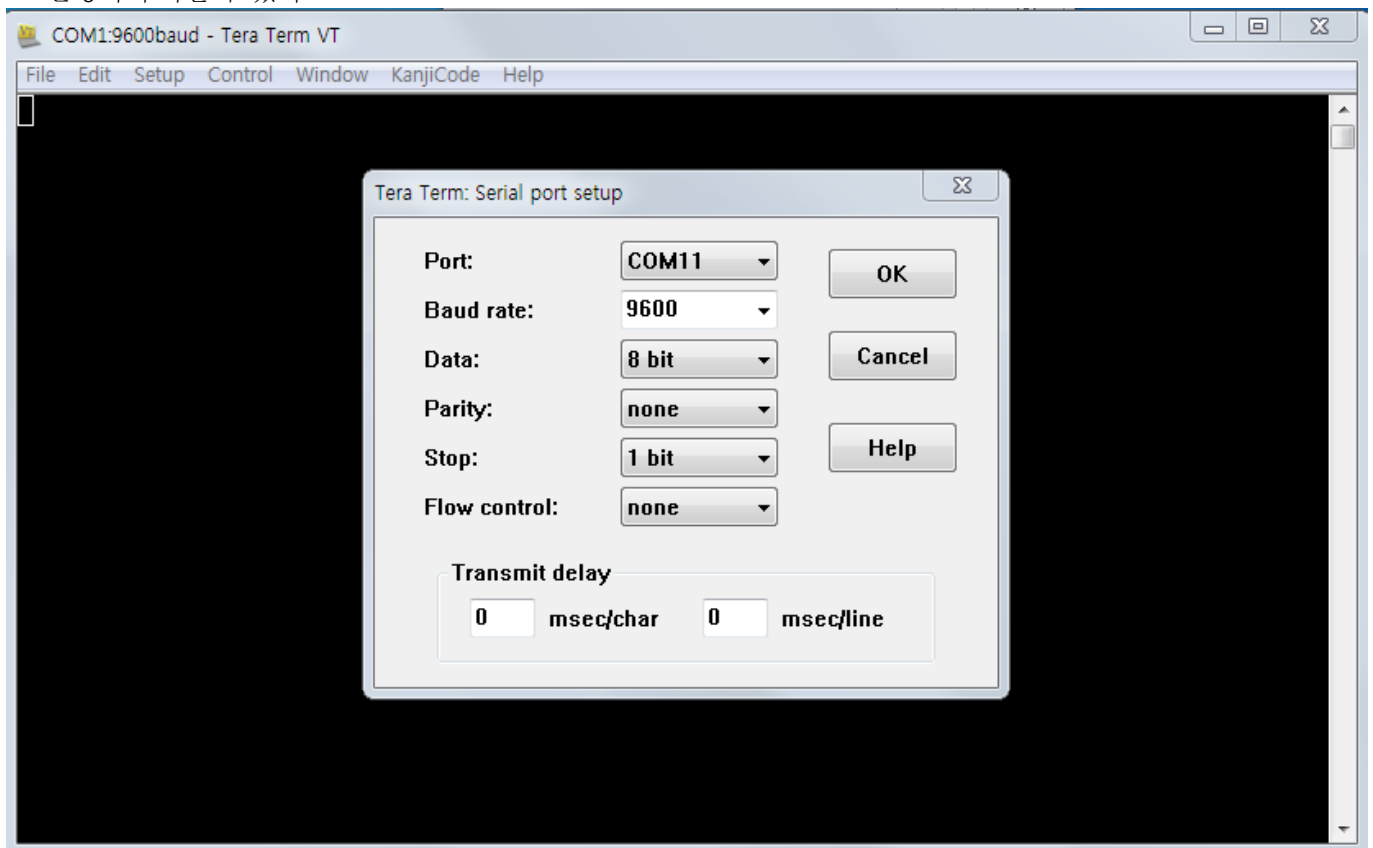 COM1:9600baud - Tera Term VT
File Edit Setup Control Window KanjiCode Help
Tera Term: Serial port setup
Port: COM11
OK
Baud rate: 9600
Data: 8 bit
Cancel
Parity: none
Stop: 1 bit
Help
Flow control: none
Transmit delay
0 msec/char 0 msec/line